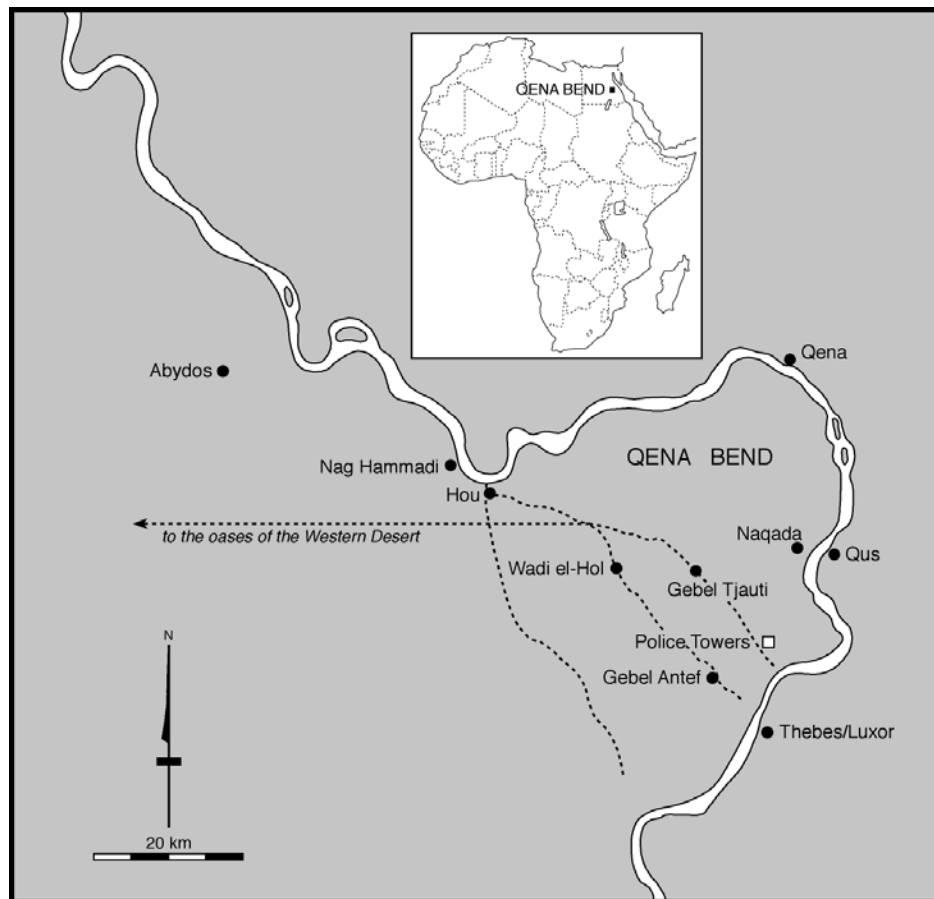 QENA BEND
Qena
Abydos
QENA BEND
Nag Hammadi
Hou
to the oases of the Western Desert
Naqada
Qus
Wadi el-Hol
Gebel Tjauti
Police Towers
N
Gebel Antef
Thebes/Luxor
20 km